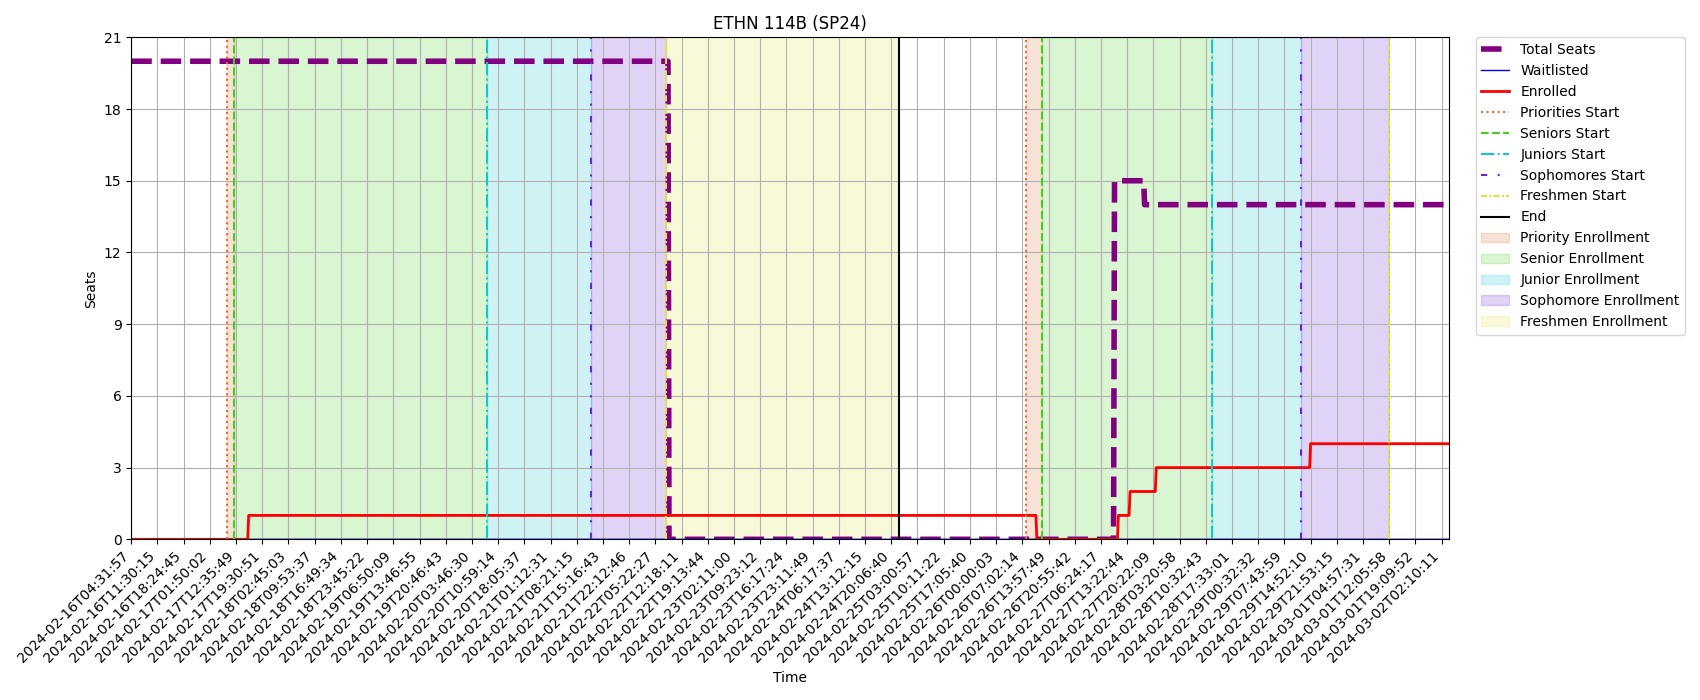 ETHN 114B (SP24)
Seats
21
18
15
12
9
6
3
0
2024-02-16T04:31:57
2024-02-16T11:30:15
2024-02-16T18:24:45
2024-02-17T01:50:02
2024-02-17T12:35:49
2024-02-17T19:30:51
2024-02-18T02:45:03
2024-02-18T09:53:37
2024-02-18T16:49:34
2024-02-18T23:45:22
2024-02-19T06:50:09
2024-02-19T13:46:55
2024-02-19T20:46:43
2024-02-20T03:46:30
2024-02-20T10:59:14
2024-02-20T18:05:37
2024-02-21T01:12:31
2024-02-21T08:21:15
2024-02-21T15:16:43
2024-02-21T22:12:46
2024-02-22T05:22:27
2024-02-22T12:18:11
2024-02-22T19:13:44
2024-02-23T02:11:00
2024-02-23T09:23:12
2024-02-23T16:17:24
2024-02-23T23:11:49
2024-02-24T06:17:37
2024-02-24T13:12:15
2024-02-24T20:06:40
2024-02-25T03:00:57
2024-02-25T10:11:22
2024-02-25T17:05:40
2024-02-26T00:00:03
2024-02-26T07:02:14
2024-02-26T13:57:49
2024-02-26T20:55:42
2024-02-27T06:24:17
2024-02-27T13:22:44
2024-02-27T20:22:09
2024-02-28T03:20:58
2024-02-28T10:32:43
2024-02-28T17:33:01
2024-02-29T00:32:32
2024-02-29T07:43:59
2024-02-29T14:52:10
2024-02-29T21:53:15
2024-03-01T04:57:31
2024-03-01T12:05:58
2024-03-01T19:09:52
2024-03-02T02:10:11
Time
Total Seats
Waitlisted
Enrolled
Priorities Start
Seniors Start
Juniors Start
Sophomores Start
Freshmen Start
End
Priority Enrollment
Senior Enrollment
Junior Enrollment
Sophomore Enrollment
Freshmen Enrollment